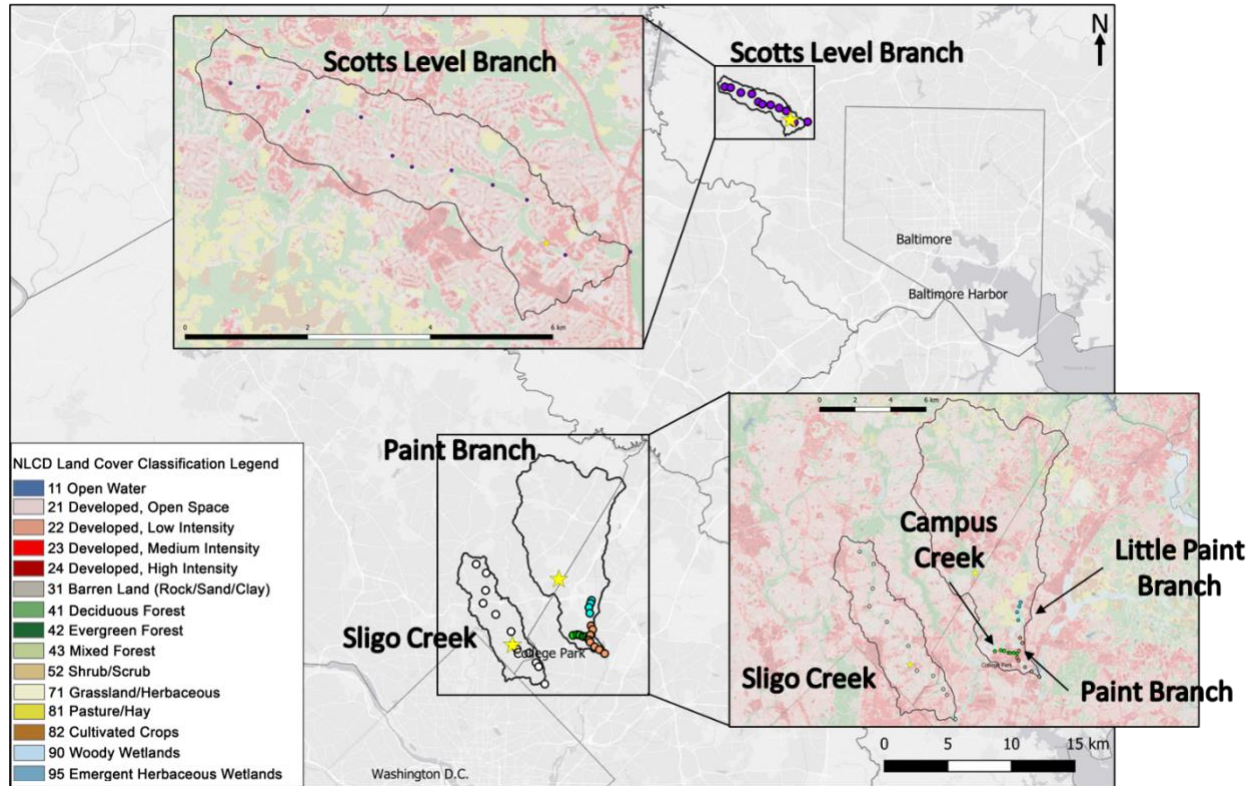 Scotts Level Branch
0 2 4 6 km
Scotts Level Branch
N
Baltimore
Baltimore Harbor
Paint Branch
Sligo Creek
College Park
Washington D.C.
NLCD Land Cover Classification Legend
11 Open Water
21 Developed, Open Space
22 Developed, Low Intensity
23 Developed, Medium Intensity
24 Developed, High Intensity
31 Barren Land (Rock/Sand/Clay)
41 Deciduous Forest
42 Evergreen Forest
43 Mixed Forest
52 Shrub/Scrub
71 Grassland/Herbaceous
81 Pasture/Hay
82 Cultivated Crops
90 Woody Wetlands
95 Emergent Herbaceous Wetlands
0 2 4 6 km
Campus
Creek
Little Paint
Branch
Sligo Creek
College Park
Paint Branch
0 5 10 15 km